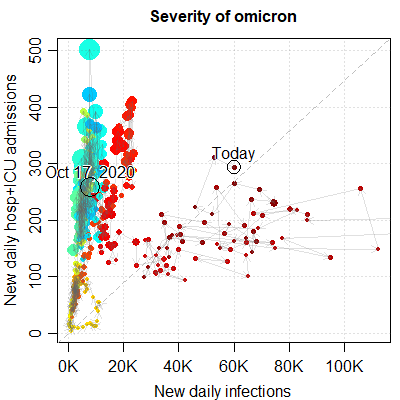 Severity of omicron
New daily hosp+ICU admissions
500
400
300
200
100
0
Oct 17, 2020
Today
0K 20K 40K 60K 80K 100K
New daily infections